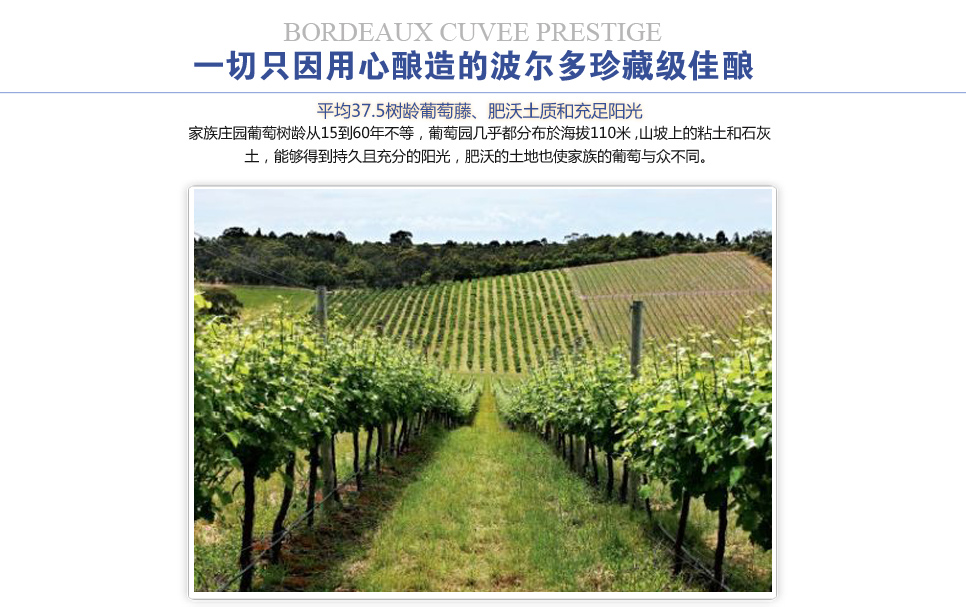 BORDEAUX CUVEE PRESTIGE
一切只因用心酿造的波尔多珍藏级佳酿
平均37.5树龄葡萄藤、肥沃土质和充足阳光
家族庄园葡萄树龄从15到60年不等，葡萄园几乎都分布於海拔110米,山坡上的粘土和石灰
土，能够得到持久且充分的阳光，肥沃的土地也使家族的葡萄与众不同。